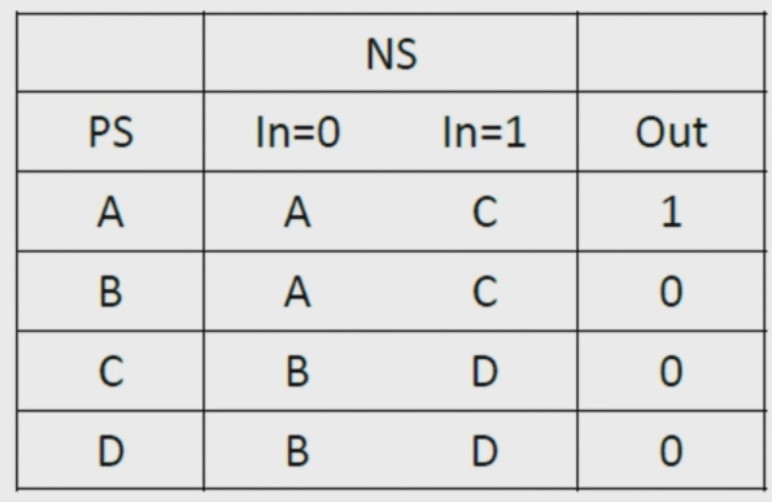 NS
PS In=0 In=1 Out
A A C 1
B A C 0
C B D 0
D B D 0